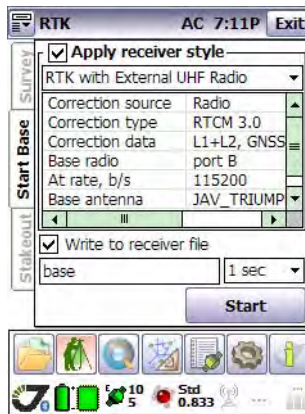 RTK AC 7:11P Exit
Survey
Start Base
Stakeout
Apply receiver style
RTK with External UHF Radio
Correction source Radio
Correction type RTCM 3.0
Correction data L1+L2, GNSS
Base radio port B
At rate, b/s 115200
Base antenna JAV_TRIUMP
Write to receiver file
base 1 sec
Start
10
5
Std
0.833
...